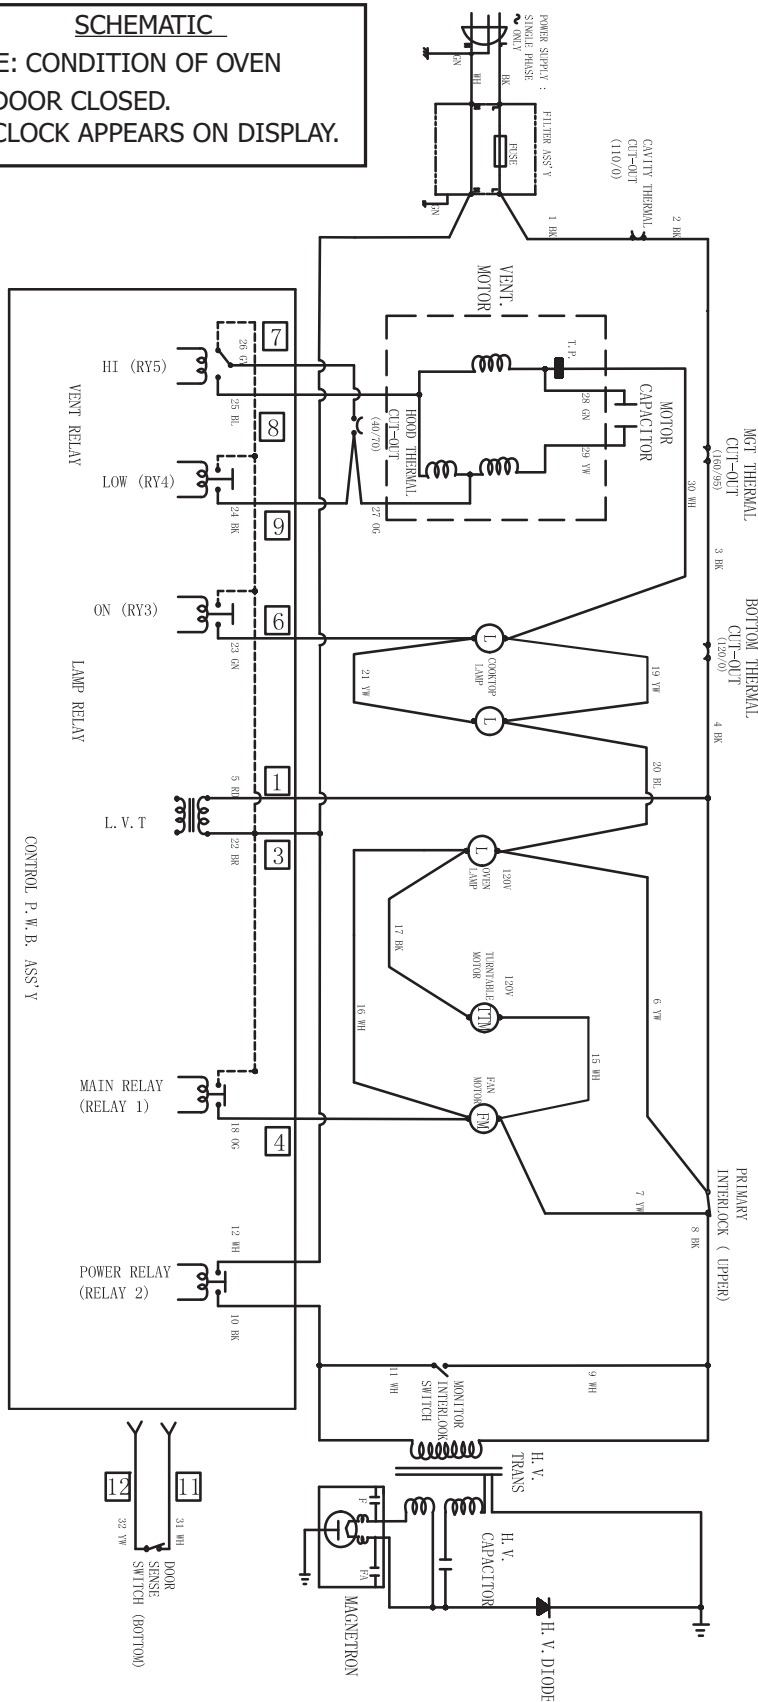 SCHEMATIC
E: CONDITION OF OVEN
DOOR CLOSED.
CLOCK APPEARS ON DISPLAY.
POWER SUPPLY :
SINGLE PHASE
~ ONLY
GN
WH
BK
N
L
FILTER ASS'Y
FUSE
N
L
GN
1 BK
CAVITY THERMAL
CUT-OUT
(110/0)
2 BK
VENT.
MOTOR
T.P.
MOTOR
CAPACITOR
28 GN
29 YW
30 WH
HOOD THERMAL
CUT-OUT
(40/70)
27 OG
MGT THERMAL
CUT-OUT
(160/95)
3 BK
BOTTOM THERMAL
CUT-OUT
(120/0)
4 BK
7
26 GY
HI (RY5)
25 BL
VENT RELAY
8
LOW (RY4)
24 BK
9
ON (RY3)
6
23 GN
LAMP RELAY
L
COOKTOP
LAMP
L
19 YW
21 YW
20 BL
5 RD
1
L.V.T
22 BR
3
CONTROL P.W.B. ASS'Y
L
OVEN
LAMP
120V
17 BK
16 WH
TURNTABLE
MOTOR
120V
TTM
15 WH
6 YW
FAN
MOTOR
FM
7 YW
PRIMARY
INTERLOCK ( UPPER)
8 BK
MAIN RELAY
(RELAY 1)
18 OG
4
12 WH
POWER RELAY
(RELAY 2)
10 BK
11 WH
MONITOR
INTERLOOK
SWITCH
9 WH
H.V.
TRANS
H.V.
CAPACITOR
H.V.DIODE
F
FA
MAGNETRON
12
11
32 YW
31 WH
DOOR
SENSE
SWITCH (BOTTOM)